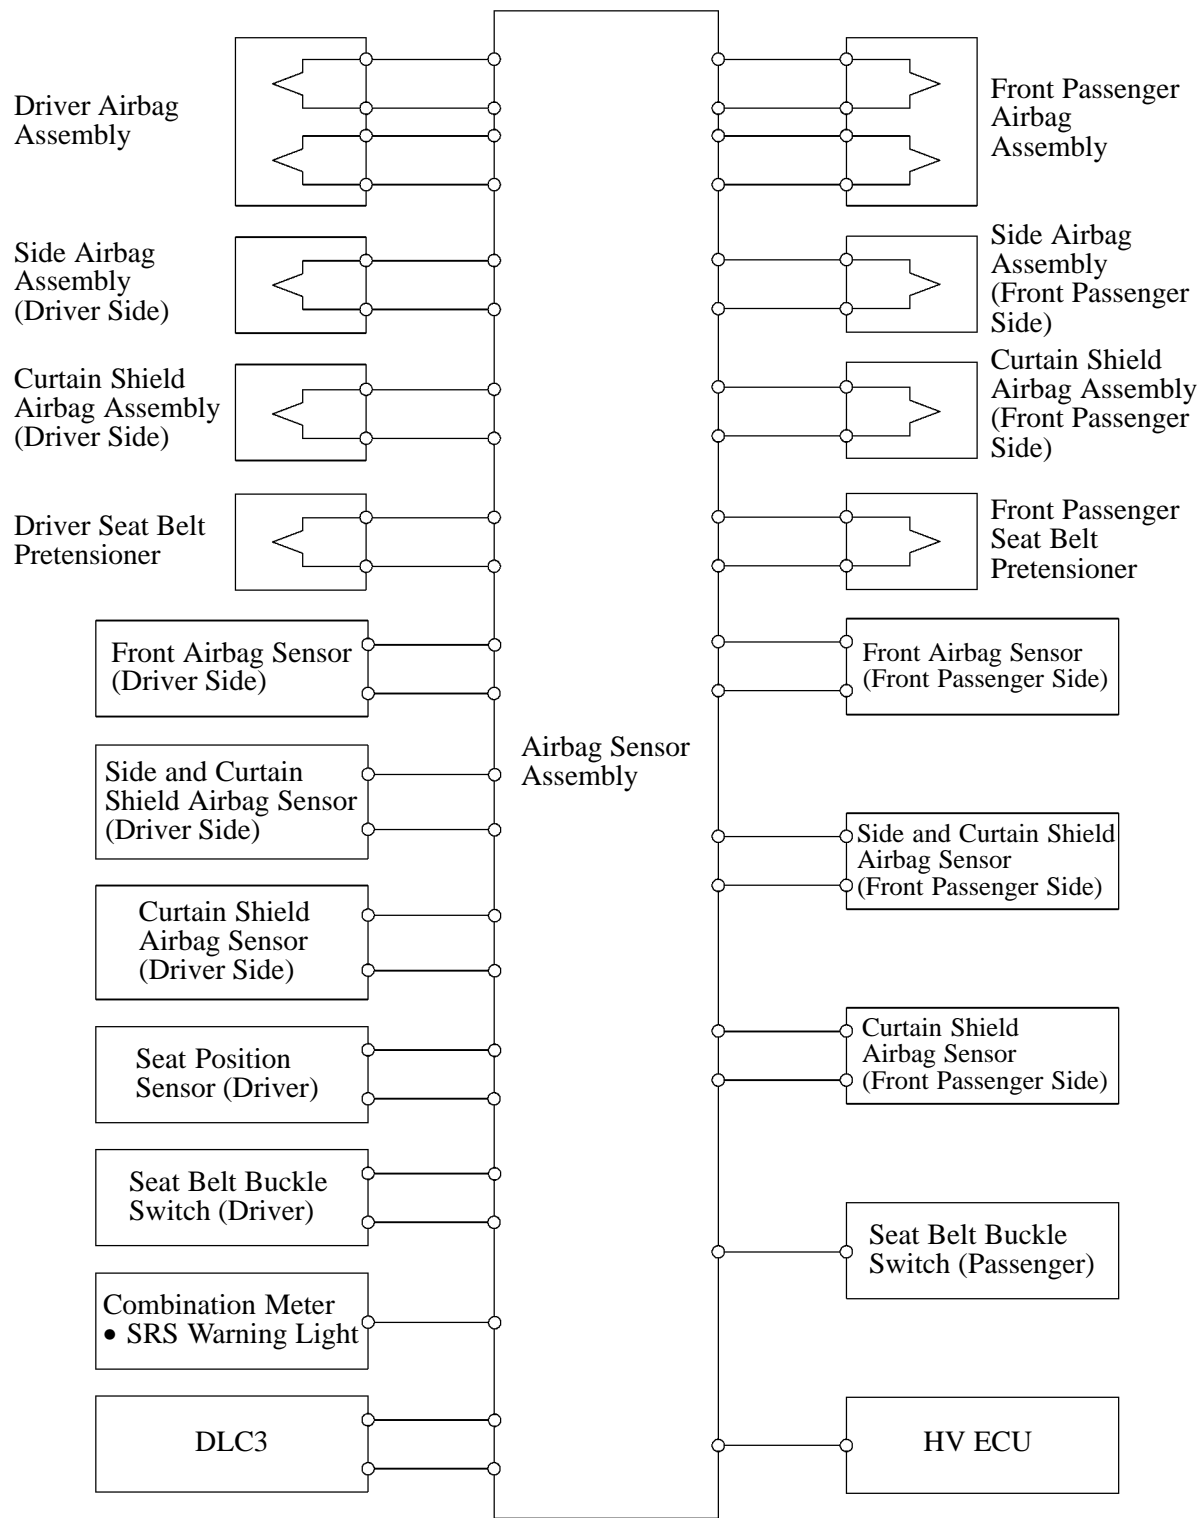 Driver Airbag
Assembly
Side Airbag
Assembly
(Driver Side)
Curtain Shield
Airbag Assembly
(Driver Side)
Driver Seat Belt
Pretensioner
Front Airbag Sensor
(Driver Side)
Side and Curtain
Shield Airbag Sensor
(Driver Side)
Curtain Shield
Airbag Sensor
(Driver Side)
Seat Position
Sensor (Driver)
Seat Belt Buckle
Switch (Driver)
Combination Meter
• SRS Warning Light
DLC3
Airbag Sensor
Assembly
Front Passenger
Airbag
Assembly
Side Airbag
Assembly
(Front Passenger
Side)
Curtain Shield
Airbag Assembly
(Front Passenger
Side)
Front Passenger
Seat Belt
Pretensioner
Front Airbag Sensor
(Front Passenger Side)
Side and Curtain Shield
Airbag Sensor
(Front Passenger Side)
Curtain Shield
Airbag Sensor
(Front Passenger Side)
Seat Belt Buckle
Switch (Passenger)
HV ECU